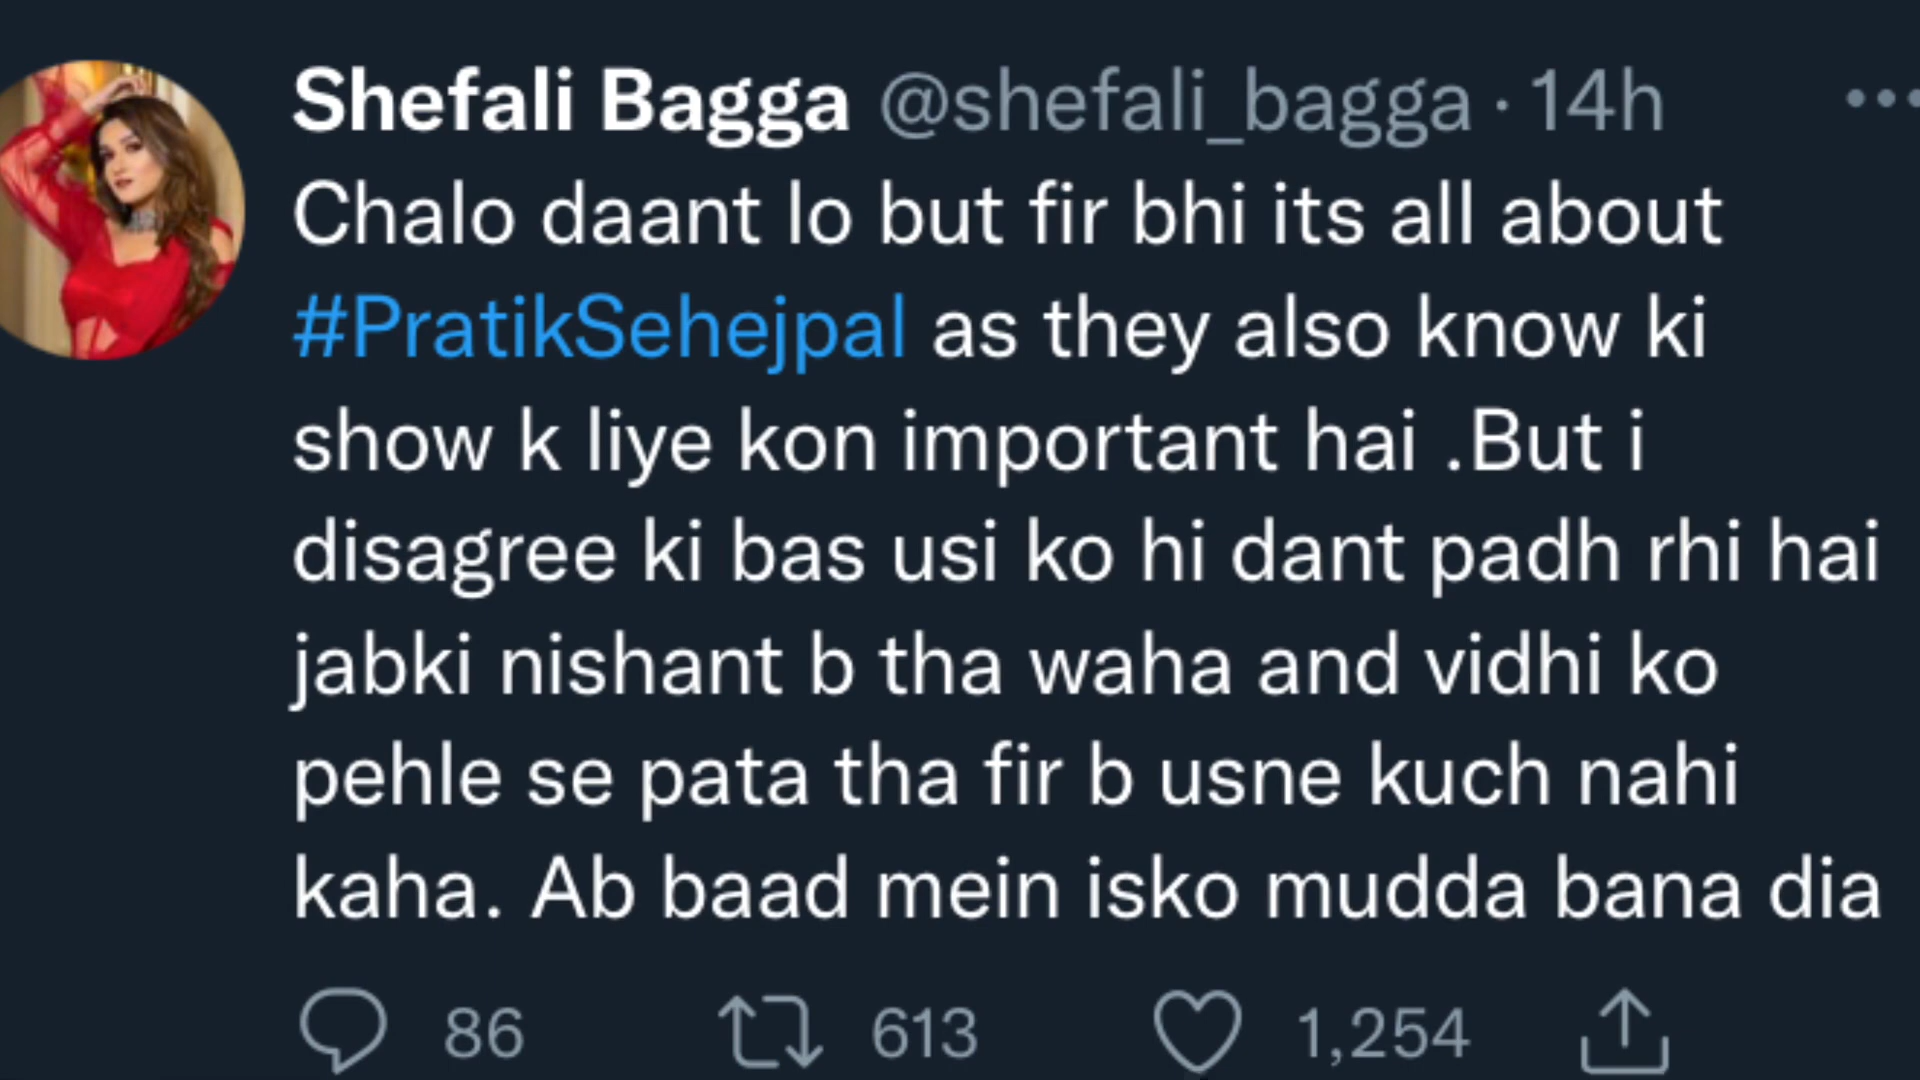 Shefali Bagga @shefali_bagga · 14h
Chalo daant lo but fir bhi its all about
#PratikSehejpal as they also know ki
show k liye kon important hai .But i
disagree ki bas usi ko hi dant padh rhi hai
jabki nishant b tha waha and vidhi ko
pehle se pata tha fir b usne kuch nahi
kaha. Ab baad mein isko mudda bana dia
86 613 1,254